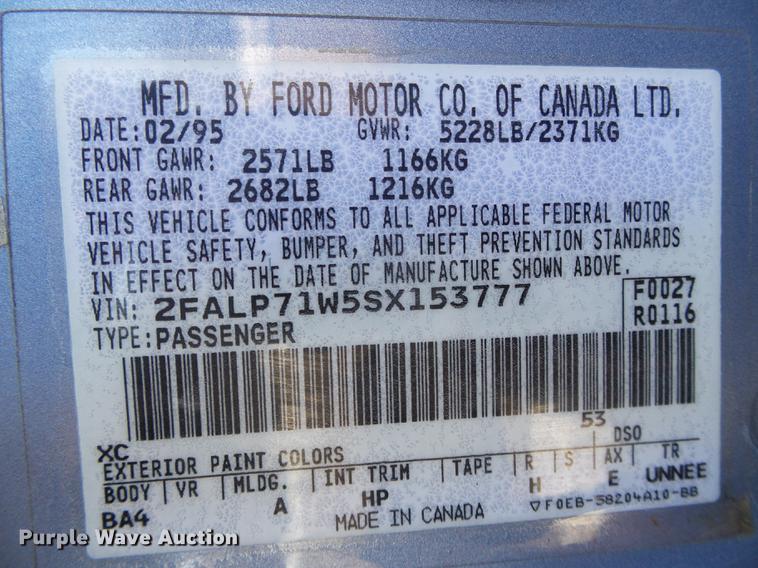 MFD. BY FORD MOTOR CO. OF CANADA LTD.
DATE: 02/95 GVWR: 5228LB/2371KG
FRONT GAWR: 2571LB 1166KG
REAR GAWR: 2682LB 1216KG
THIS VEHICLE CONFORMS TO ALL APPLICABLE FEDERAL MOTOR
VEHICLE SAFETY, BUMPER, AND THEFT PREVENTION STANDARDS
IN EFFECT ON THE DATE OF MANUFACTURE SHOWN ABOVE.
VIN: 2FALP71W5SX153777 F0027
TYPE: PASSENGER R0116
53
XC DSO
EXTERIOR PAINT COLORS
BODY VR MLDG. INT TRIM TAPE R S AX TR
BA4 A HP H E UNNEE
MADE IN CANADA ▽F0EB-58204A10-BB
Purple Wave Auction